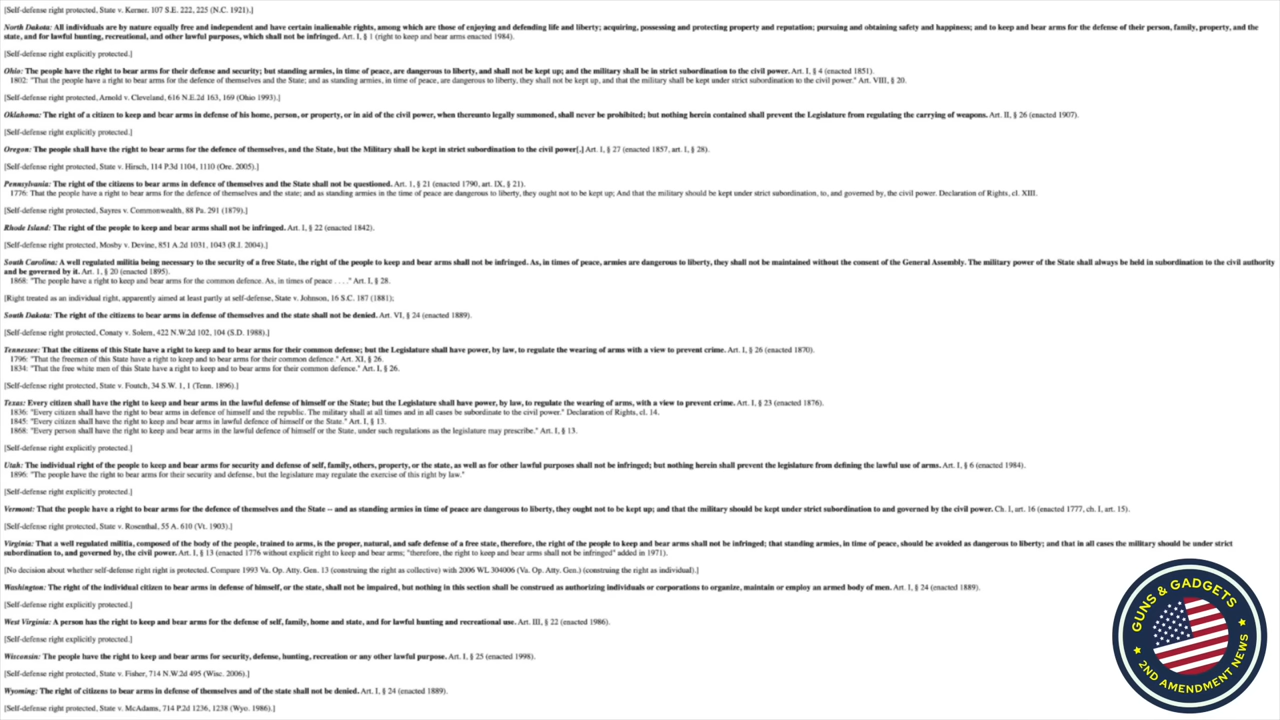 [Self-defense right protected, State v. Kerner, 107 S.E. 222, 225 (N.C. 1921).]
North Dakota: All individuals are by nature equally free and independent and have certain inalienable rights, among which are those of enjoying and defending life and liberty; acquiring, possessing and protecting property and reputation; pursuing and obtaining safety and happiness; and to keep and bear arms for the defense of their person, family, property, and the
state, and for lawful hunting, recreational, and other lawful purposes, which shall not be infringed. Art. I, § 1 (right to keep and bear arms enacted 1984).
[Self-defense right explicitly protected.]
Ohio: The people have the right to bear arms for their defense and security; but standing armies, in time of peace, are dangerous to liberty, and shall not be kept up; and the military shall be in strict subordination to the civil power. Art. I, § 4 (enacted 1851).
1802: "That the people have a right to bear arms for the defence of themselves and the State; and as standing armies, in time of peace, are dangerous to liberty, they shall not be kept up, and that the military shall be kept under strict subordination to the civil power." Art. VIII, § 20.
[Self-defense right protected, Arnold v. Cleveland, 616 N.E.2d 163, 169 (Ohio 1993).]
Oklahoma: The right of a citizen to keep and bear arms in defense of his home, person, or property, or in aid of the civil power, when thereunto legally summoned, shall never be prohibited; but nothing herein contained shall prevent the Legislature from regulating the carrying of weapons. Art. II, § 26 (enacted 1907).
[Self-defense right explicitly protected.]
Oregon: The people shall have the right to bear arms for the defence of themselves, and the State, but the Military shall be kept in strict subordination to the civil power[.] Art. I, § 27 (enacted 1857, art. I, § 28).
[Self-defense right protected, State v. Hirsch, 114 P.3d 1104, 1110 (Ore. 2005).]
Pennsylvania: The right of the citizens to bear arms in defence of themselves and the State shall not be questioned. Art. 1, § 21 (enacted 1790, art. IX, § 21).
1776: That the people have a right to bear arms for the defence of themselves and the state; and as standing armies in the time of peace are dangerous to liberty, they ought not to be kept up; And that the military should be kept under strict subordination, to, and governed by, the civil power. Declaration of Rights, cl. XIII.
[Self-defense right protected, Sayres v. Commonwealth, 88 Pa. 291 (1879).]
Rhode Island: The right of the people to keep and bear arms shall not be infringed. Art. I, § 22 (enacted 1842).
[Self-defense right protected, Mosby v. Devine, 851 A.2d 1031, 1043 (R.I. 2004).]
South Carolina: A well regulated militia being necessary to the security of a free State, the right of the people to keep and bear arms shall not be infringed. As, in times of peace, armies are dangerous to liberty, they shall not be maintained without the consent of the General Assembly. The military power of the State shall always be held in subordination to the civil authority
and be governed by it. Art. 1, § 20 (enacted 1895).
1868: "The people have a right to keep and bear arms for the common defence. As, in times of peace . . . ." Art. I, § 28.
[Right treated as an individual right, apparently aimed at least partly at self-defense, State v. Johnson, 16 S.C. 187 (1881);
South Dakota: The right of the citizens to bear arms in defense of themselves and the state shall not be denied. Art. VI, § 24 (enacted 1889).
[Self-defense right protected, Conaty v. Solem, 422 N.W.2d 102, 104 (S.D. 1988).]
Tennessee: That the citizens of this State have a right to keep and to bear arms for their common defense; but the Legislature shall have power, by law, to regulate the wearing of arms with a view to prevent crime. Art. I, § 26 (enacted 1870).
1796: "That the freemen of this State have a right to keep and to bear arms for their common defence." Art. XI, § 26.
1834: "That the free white men of this State have a right to keep and to bear arms for their common defence." Art. I, § 26.
[Self-defense right protected, State v. Foutch, 34 S.W. 1, 1 (Tenn. 1896).]
Texas: Every citizen shall have the right to keep and bear arms in the lawful defence of himself or the State; but the Legislature shall have power, by law, to regulate the wearing of arms, with a view to prevent crime. Art. I, § 23 (enacted 1876).
1836: "Every citizen shall have the right to bear arms in defence of himself and the republic. The military shall at all times and in all cases be subordinate to the civil power." Declaration of Rights, cl. 14.
1845: "Every citizen shall have the right to keep and bear arms in lawful defence of himself or the State." Art. I, § 13.
1868: "Every person shall have the right to keep and bear arms in the lawful defence of himself or the State, under such regulations as the legislature may prescribe." Art. I, § 13.
[Self-defense right explicitly protected.]
Utah: The individual right of the people to keep and bear arms for security and defense of self, family, others, property, or the state, as well as for other lawful purposes shall not be infringed; but nothing herein shall prevent the legislature from defining the lawful use of arms. Art. I, § 6 (enacted 1984).
1896: "The people have the right to bear arms for their security and defense, but the legislature may regulate the exercise of this right by law."
[Self-defense right explicitly protected.]
Vermont: That the people have a right to bear arms for the defence of themselves and the State -- and as standing armies in time of peace are dangerous to liberty, they ought not to be kept up; and that the military should be kept under strict subordination to and governed by the civil power. Ch. I, art. 16 (enacted 1777, ch. I, art. 15).
[Self-defense right protected, State v. Rosenthal, 55 A. 610 (Vt. 1903).]
Virginia: That a well regulated militia, composed of the body of the people, trained to arms, is the proper, natural, and safe defense of a free state, therefore, the right of the people to keep and bear arms shall not be infringed; that standing armies, in time of peace, should be avoided as dangerous to liberty; and that in all cases the military should be under strict
subordination to, and governed by, the civil power. Art. I, § 13 (enacted 1776 without explicit right to keep and bear arms; "therefore, the right to keep and bear arms shall not be infringed" added in 1971).
[No decision about whether self-defense right right is protected. Compare 1993 Va. Op. Atty. Gen. 13 (construing the right as collective) with 2006 WL 304006 (Va. Op. Atty. Gen.) (construing the right as individual).]
Washington: The right of the individual citizen to bear arms in defense of himself, or the state, shall not be impaired, but nothing in this section shall be construed as authorizing individuals or corporations to organize, maintain or employ an armed body of men. Art. I, § 24 (enacted 1889).
[Self-defense right explicitly protected.]
West Virginia: A person has the right to keep and bear arms for the defense of self, family, home and state, and for lawful hunting and recreational use. Art. III, § 22 (enacted 1986).
[Self-defense right explicitly protected.]
Wisconsin: The people have the right to keep and bear arms for security, defense, hunting, recreation or any other lawful purpose. Art. I, § 25 (enacted 1998).
[Self-defense right protected, State v. Fisher, 714 N.W.2d 495 (Wisc. 2006).]
Wyoming: The right of citizens to bear arms in defense of themselves and of the state shall not be denied. Art. I, § 24 (enacted 1889).
[Self-defense right protected, State v. McAdams, 714 P.2d 1236, 1238 (Wyo. 1986).]
GUNS & GADGETS
2ND AMENDMENT NEWS